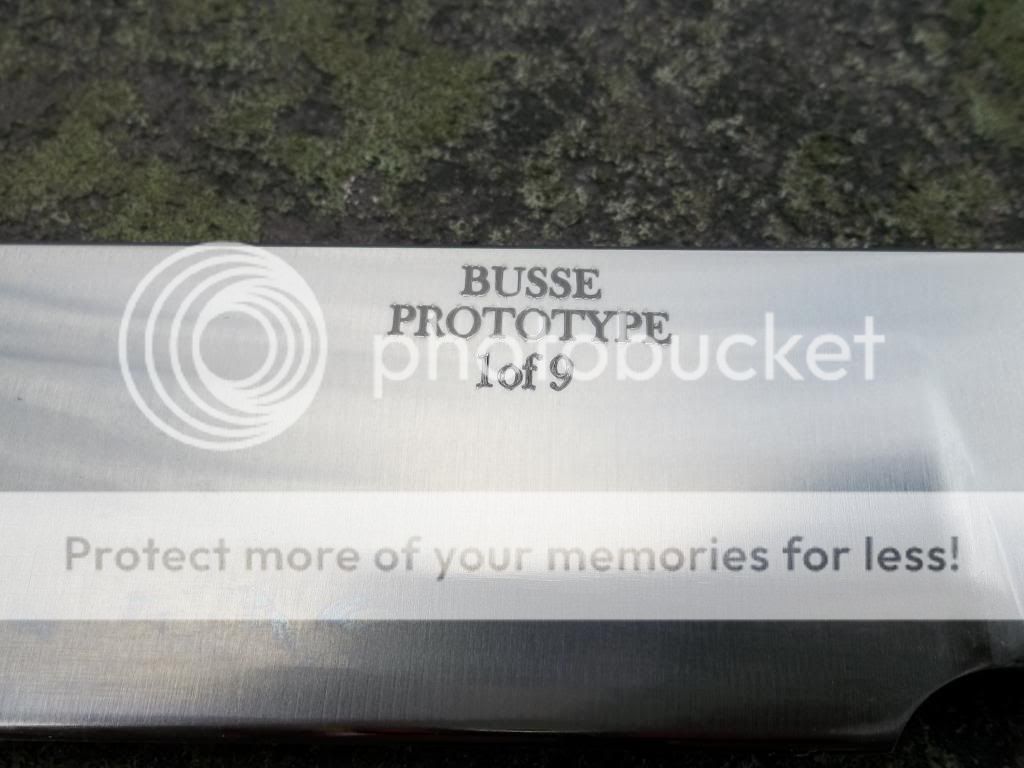 BUSSE
PROTOTYPE
1of 9
photobucket
Protect more of your memories for less!